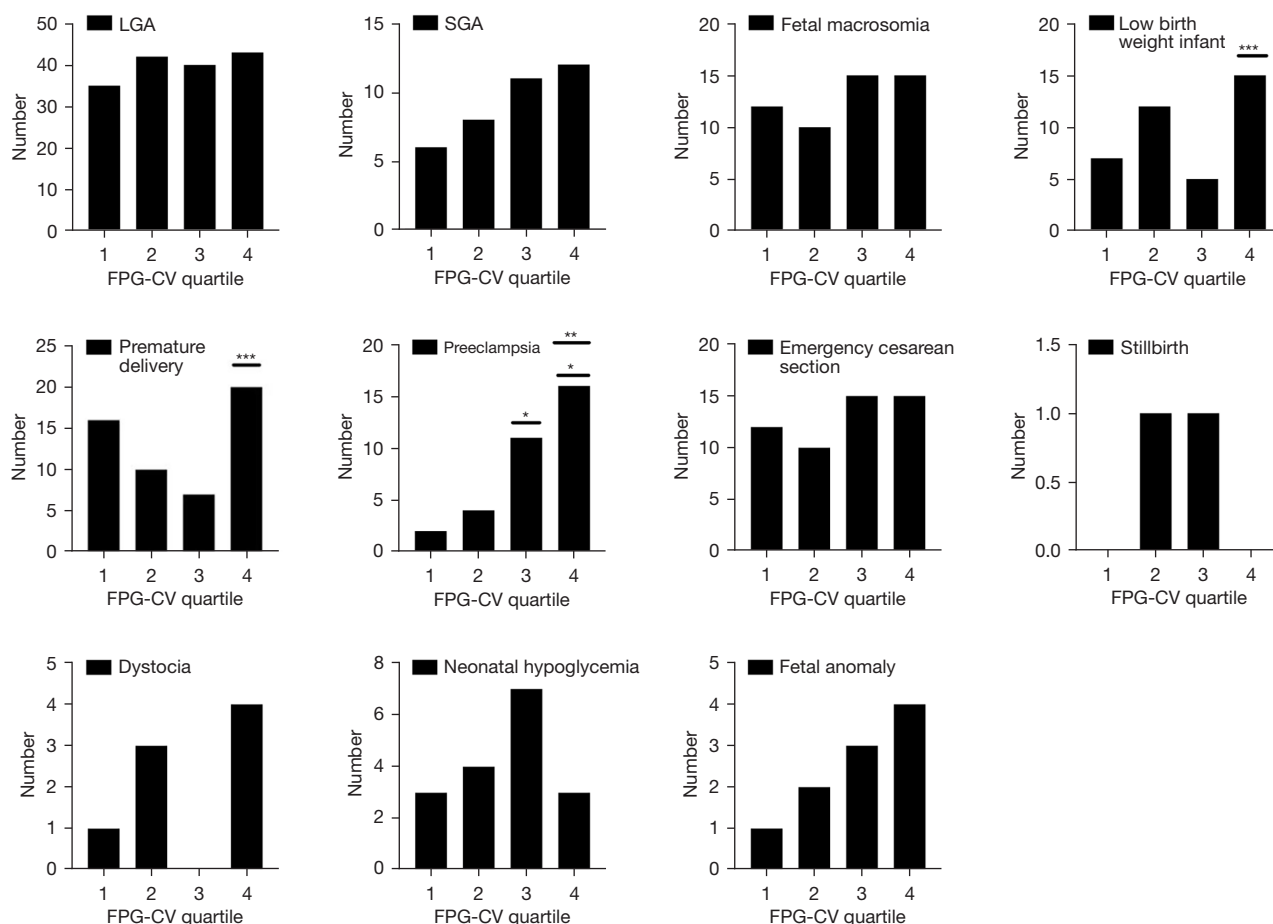 LGA
50
40
30
20
10
0
Number
1 2 3 4
FPG-CV quartile
SGA
15
10
5
0
Number
1 2 3 4
FPG-CV quartile
Fetal macrosomia
20
15
10
5
0
Number
1 2 3 4
FPG-CV quartile
Low birth
weight infant
***
20
15
10
5
0
Number
1 2 3 4
FPG-CV quartile
Premature
delivery
***
25
20
15
10
5
0
Number
1 2 3 4
FPG-CV quartile
Preeclampsia
**
*
*
20
15
10
5
0
Number
1 2 3 4
FPG-CV quartile
Emergency cesarean
section
20
15
10
5
0
Number
1 2 3 4
FPG-CV quartile
Stillbirth
1.5
1.0
0.5
0.0
Number
1 2 3 4
FPG-CV quartile
Dystocia
5
4
3
2
1
0
Number
1 2 3 4
FPG-CV quartile
Neonatal hypoglycemia
8
6
4
2
0
Number
1 2 3 4
FPG-CV quartile
Fetal anomaly
5
4
3
2
1
0
Number
1 2 3 4
FPG-CV quartile